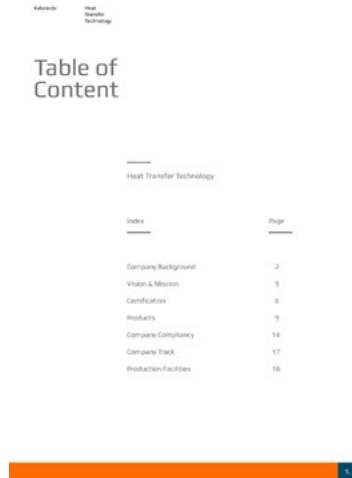 Heat
Transfer
Technology
Table of
Content
Heat Transfer Technology
Index Page
Company Background 2
Vision & Mission 5
Certification 6
Products 9
Company Compliancy 14
Company Track 17
Production Facilities 18
1.